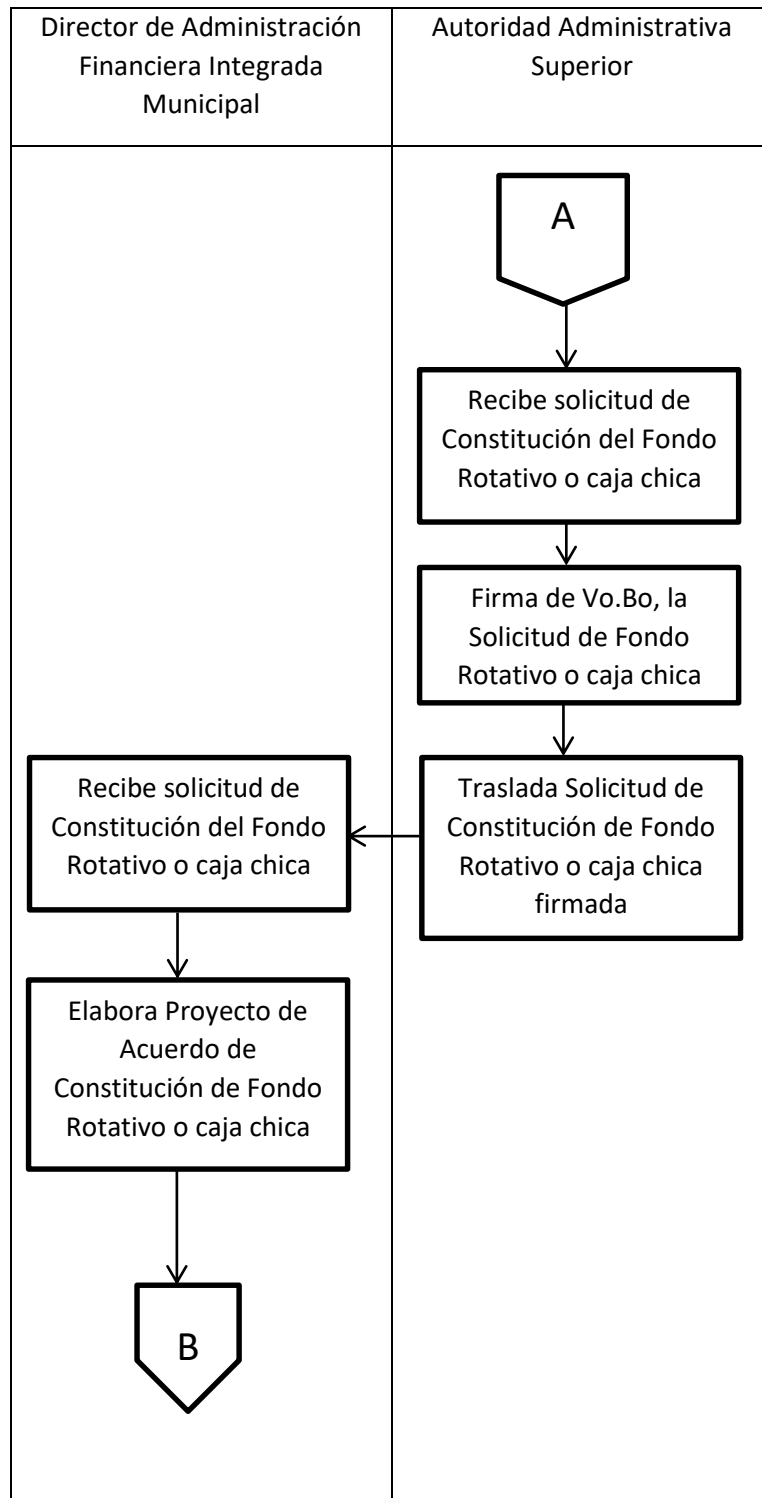 Director de Administración
Financiera Integrada
Municipal
Autoridad Administrativa
Superior
A
Recibe solicitud de
Constitución del Fondo
Rotativo o caja chica
Firma de Vo.Bo, la
Solicitud de Fondo
Rotativo o caja chica
Traslada Solicitud de
Constitución de Fondo
Rotativo o caja chica
firmada
Recibe solicitud de
Constitución del Fondo
Rotativo o caja chica
Elabora Proyecto de
Acuerdo de
Constitución de Fondo
Rotativo o caja chica
B